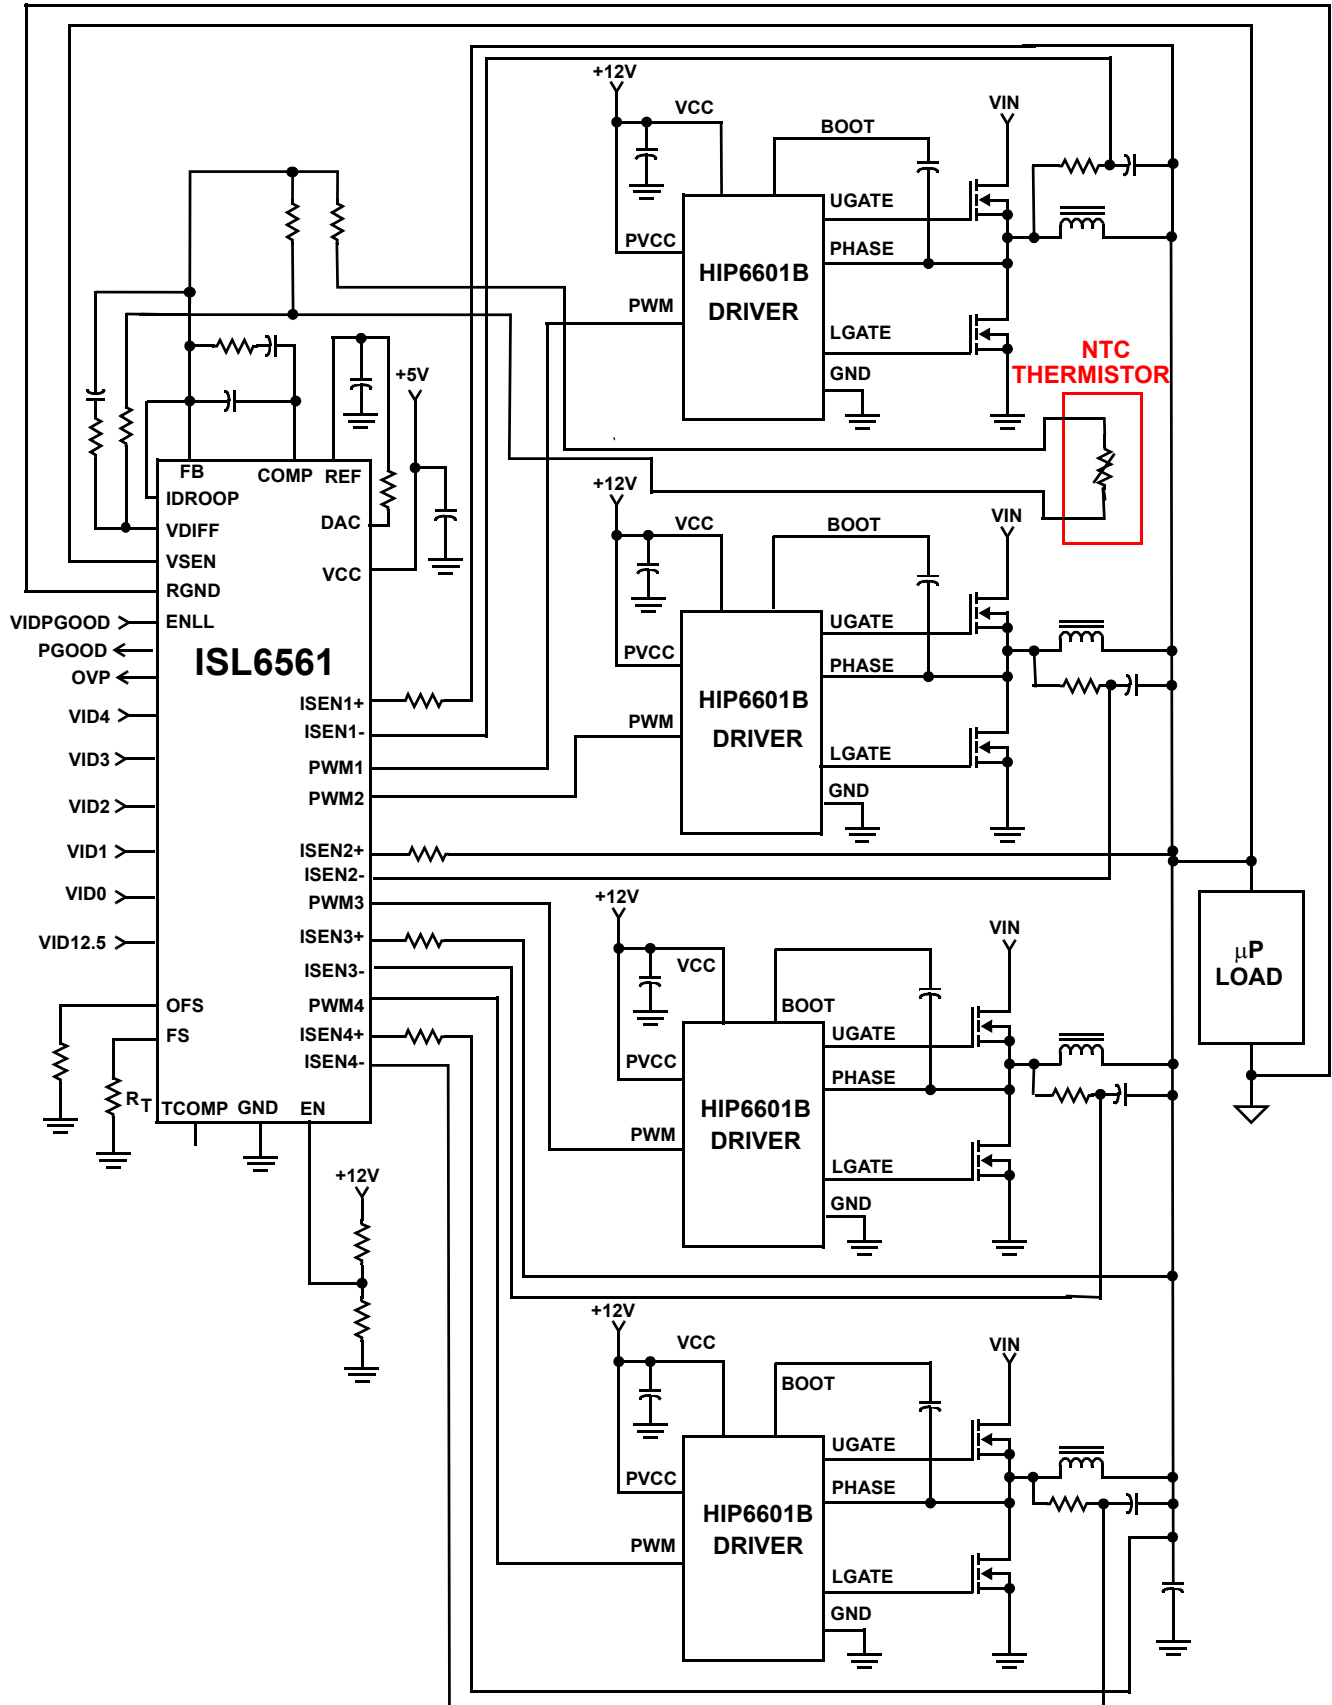 +12V
VCC
BOOT
VIN
UGATE
PVCC
PHASE
HIP6601B
DRIVER
PWM
LGATE
GND
NTC
THERMISTOR
+5V
FB
COMP
REF
IDROOP
DAC
VDIFF
VSEN
VCC
RGND
VIDPGOOD
ENLL
PGOOD
OVP
ISL6561
VID4
VID3
VID2
VID1
VID0
VID12.5
OFS
FS
RT
TCOMP
GND
EN
+12V
ISEN1+
ISEN1-
PWM1
PWM2
ISEN2+
ISEN2-
PWM3
ISEN3+
ISEN3-
PWM4
ISEN4+
ISEN4-
+12V
VCC
BOOT
VIN
UGATE
PVCC
PHASE
HIP6601B
DRIVER
PWM
LGATE
GND
+12V
VCC
BOOT
VIN
UGATE
PVCC
PHASE
HIP6601B
DRIVER
PWM
LGATE
GND
µP
LOAD
+12V
VCC
BOOT
VIN
UGATE
PVCC
PHASE
HIP6601B
DRIVER
PWM
LGATE
GND